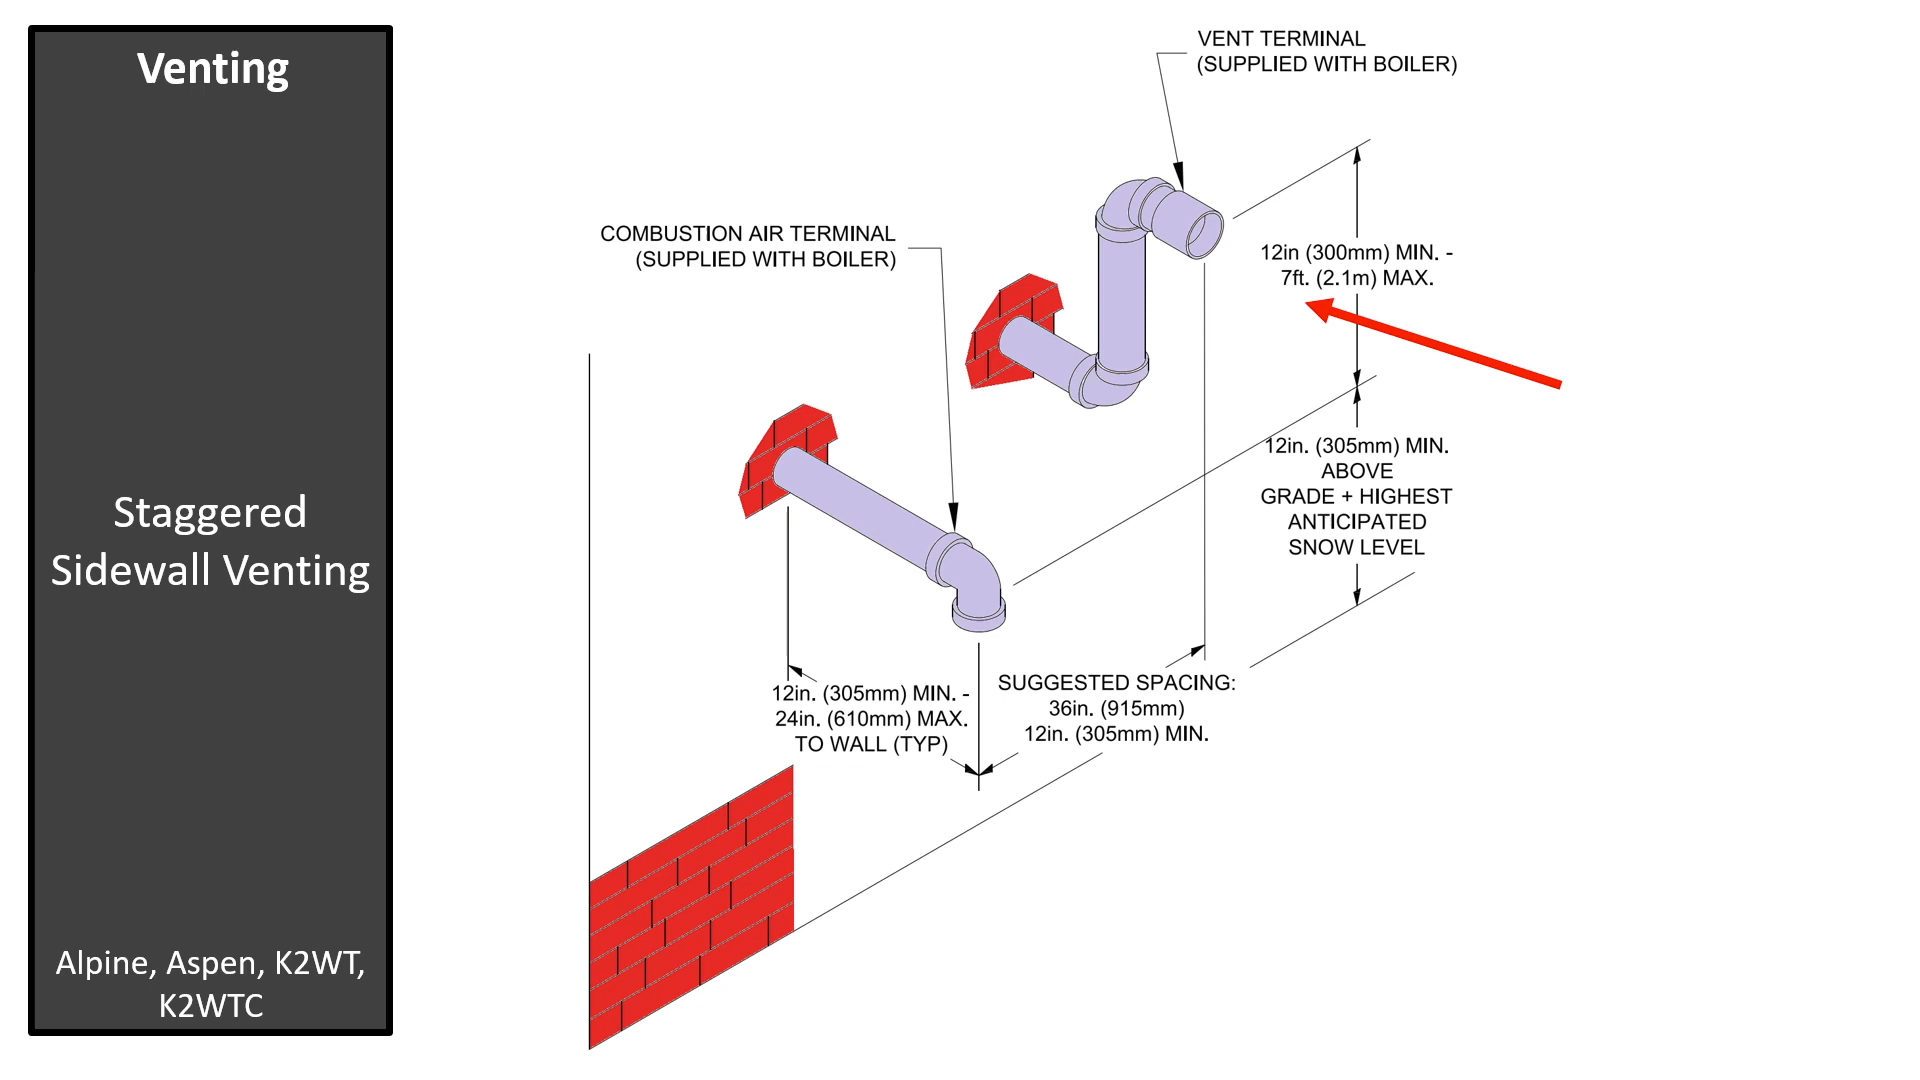 Venting
Staggered
Sidewall Venting
Alpine, Aspen, K2WT,
K2WTC
VENT TERMINAL
(SUPPLIED WITH BOILER)
COMBUSTION AIR TERMINAL
(SUPPLIED WITH BOILER)
12in (300mm) MIN. -
7ft. (2.1m) MAX.
12in. (305mm) MIN.
ABOVE
GRADE + HIGHEST
ANTICIPATED
SNOW LEVEL
12in. (305mm) MIN. -
24in. (610mm) MAX.
TO WALL (TYP)
SUGGESTED SPACING:
36in. (915mm)
12in. (305mm) MIN.